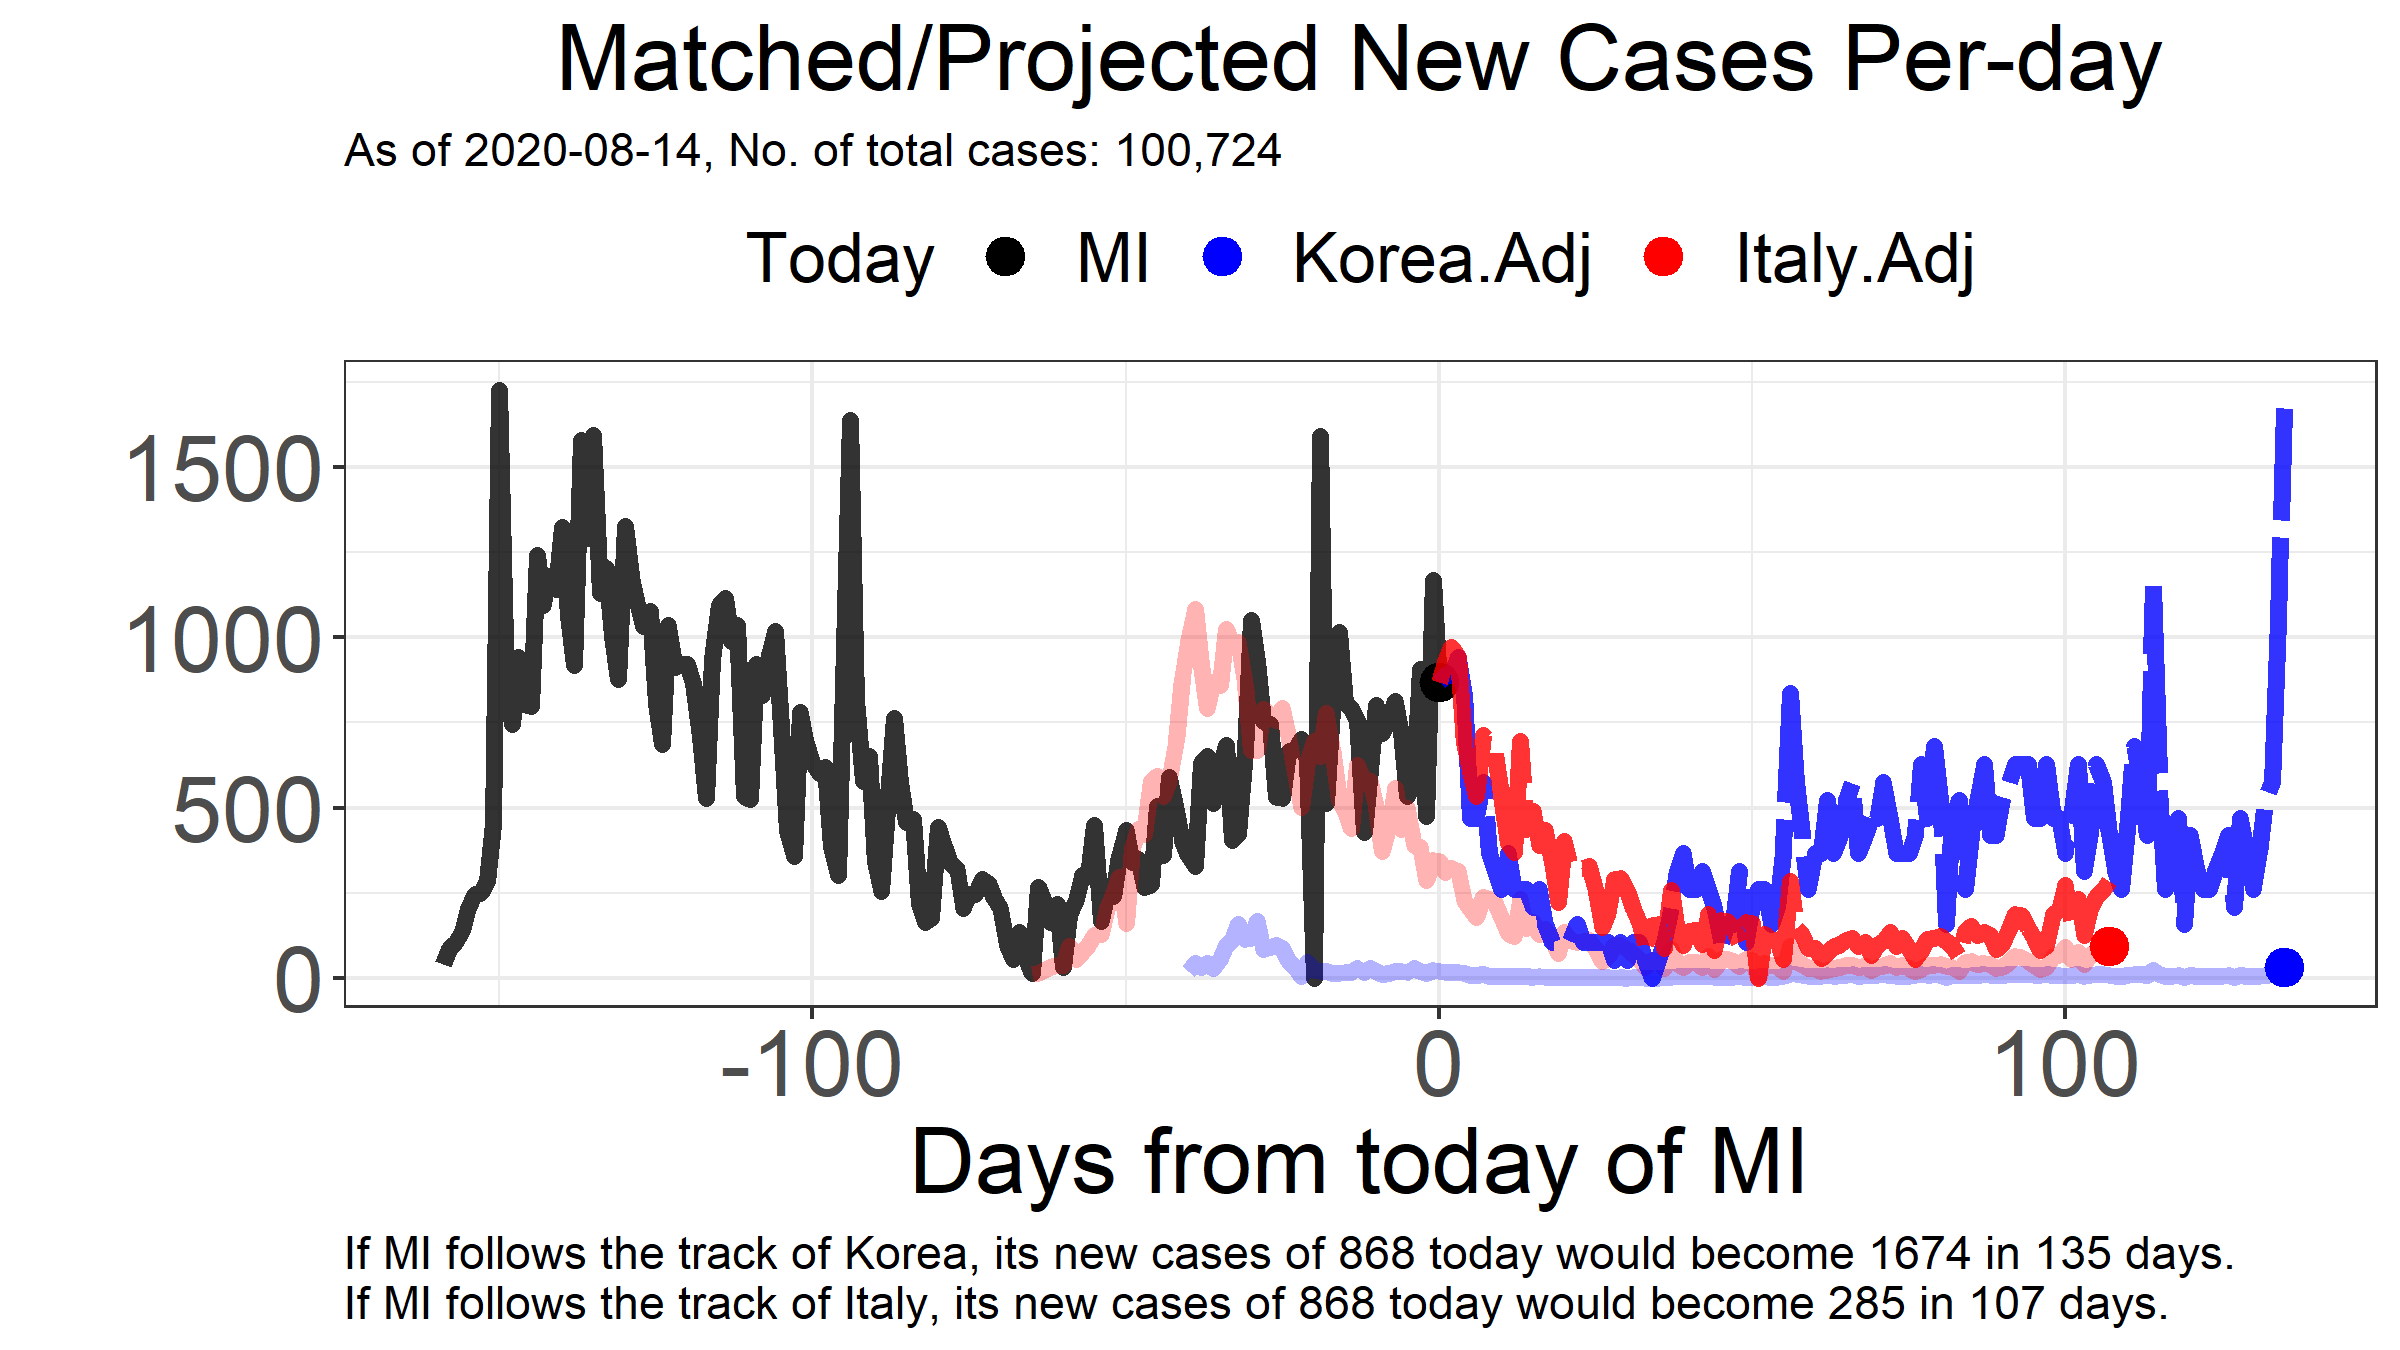 Matched/Projected New Cases Per-day
As of 2020-08-14, No. of total cases: 100,724
Today MI Korea.Adj Italy.Adj
1500
1000
500
0
-100 0 100
Days from today of MI
If MI follows the track of Korea, its new cases of 868 today would become 1674 in 135 days.
If MI follows the track of Italy, its new cases of 868 today would become 285 in 107 days.